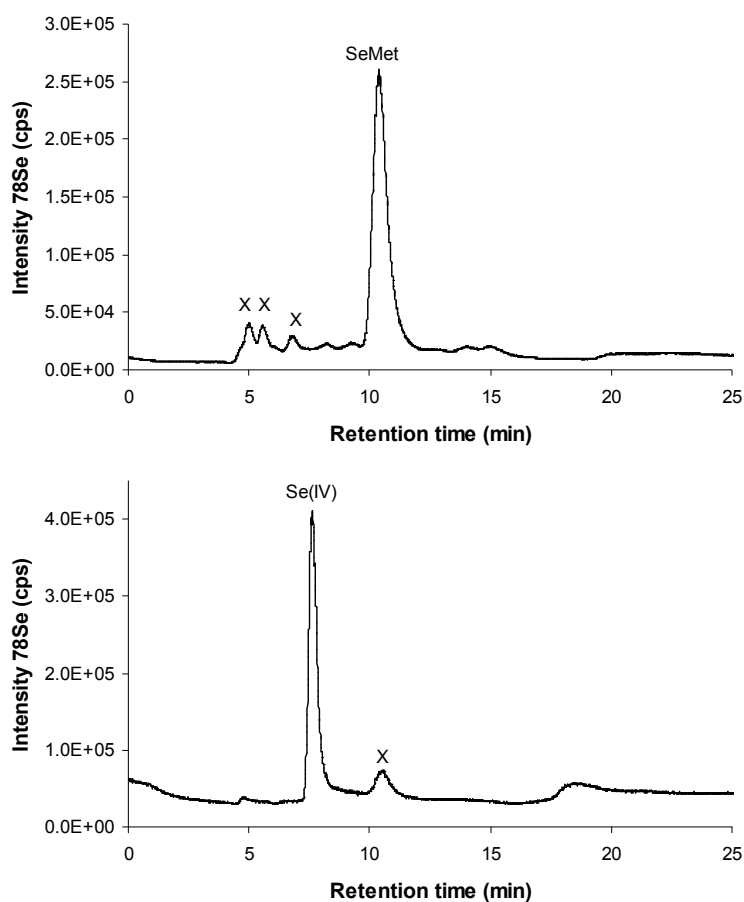 3.0E+05
SeMet
2.5E+05
2.0E+05
1.5E+05
1.0E+05
X X
X
5.0E+04
0.0E+00
Intensity 78Se (cps)
0 5 10 15 20 25
Retention time (min)
Se(IV)
4.0E+05
3.0E+05
2.0E+05
1.0E+05
X
0.0E+00
Intensity 78Se (cps)
0 5 10 15 20 25
Retention time (min)